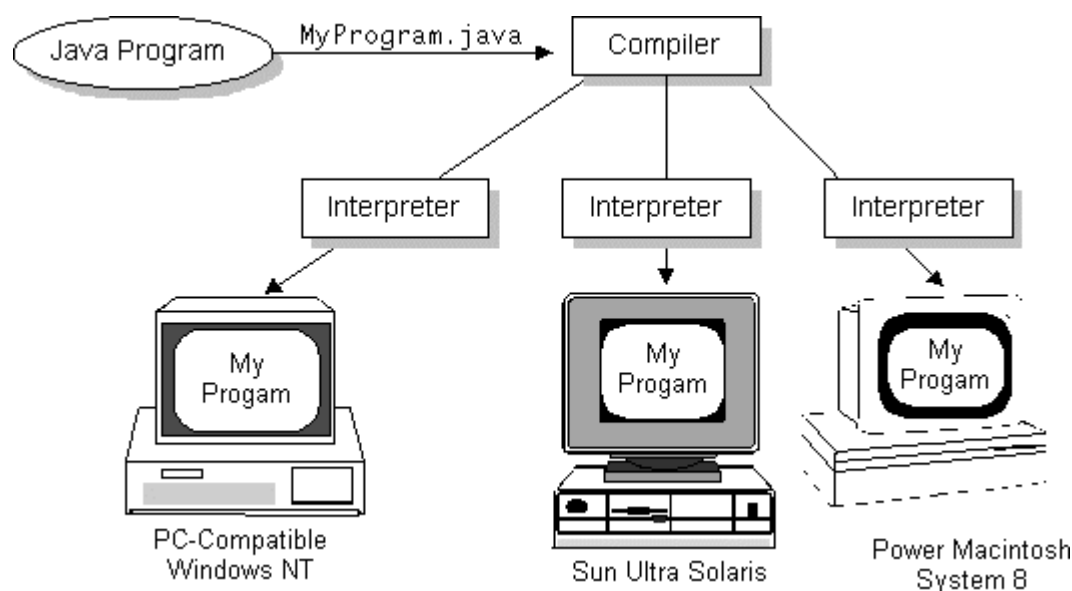 Java Program
MyProgram.java
Compiler
Interpreter
Interpreter
Interpreter
My
Progam
My
Progam
My
Progam
PC-Compatible
Windows NT
Sun Ultra Solaris
Power Macintosh
System 8